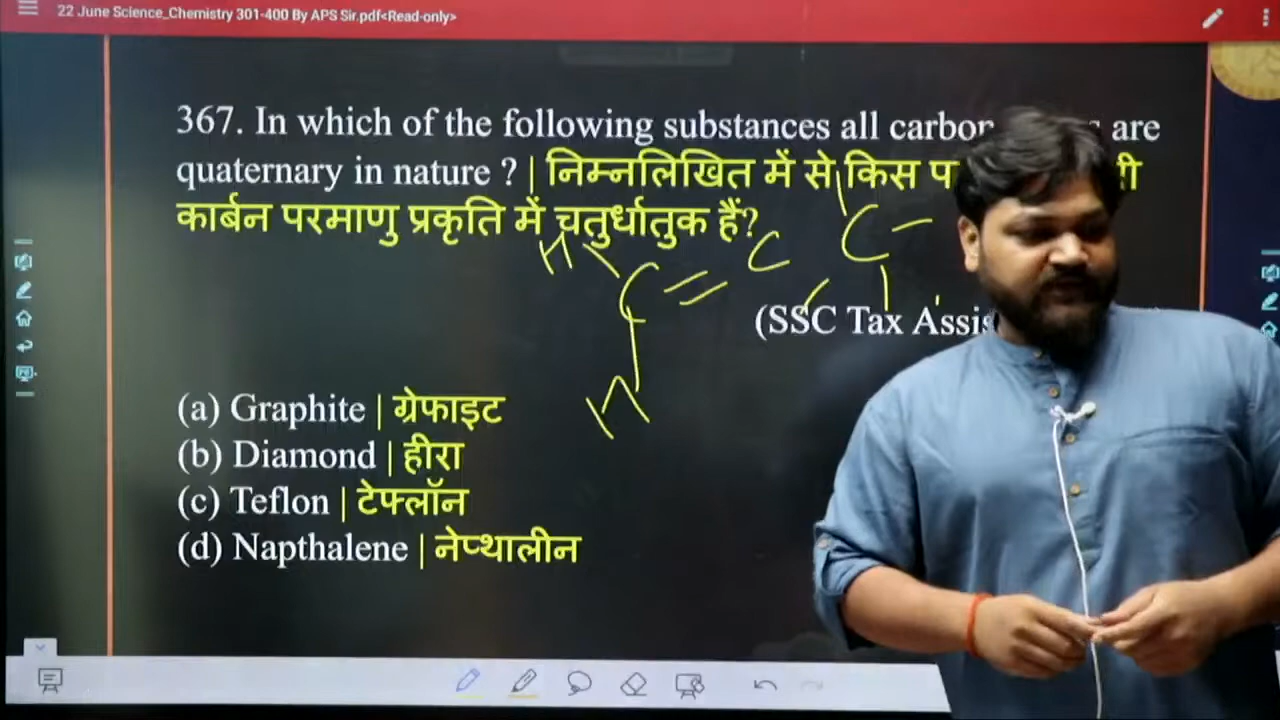 22 June Science_Chemistry 301-400 By APS Sir.pdf<Read-only>
367. In which of the following substances all carbon are
quaternary in nature ? | निम्नलिखित में से किस
कार्बन परमाणु प्रकृति में चतुर्धातुक हैं?
H C = C C
H
(SSC Tax Assis
(a) Graphite | ग्रेफाइट
(b) Diamond | हीरा
(c) Teflon | टेफ्लॉन
(d) Napthalene | नेप्थालीन